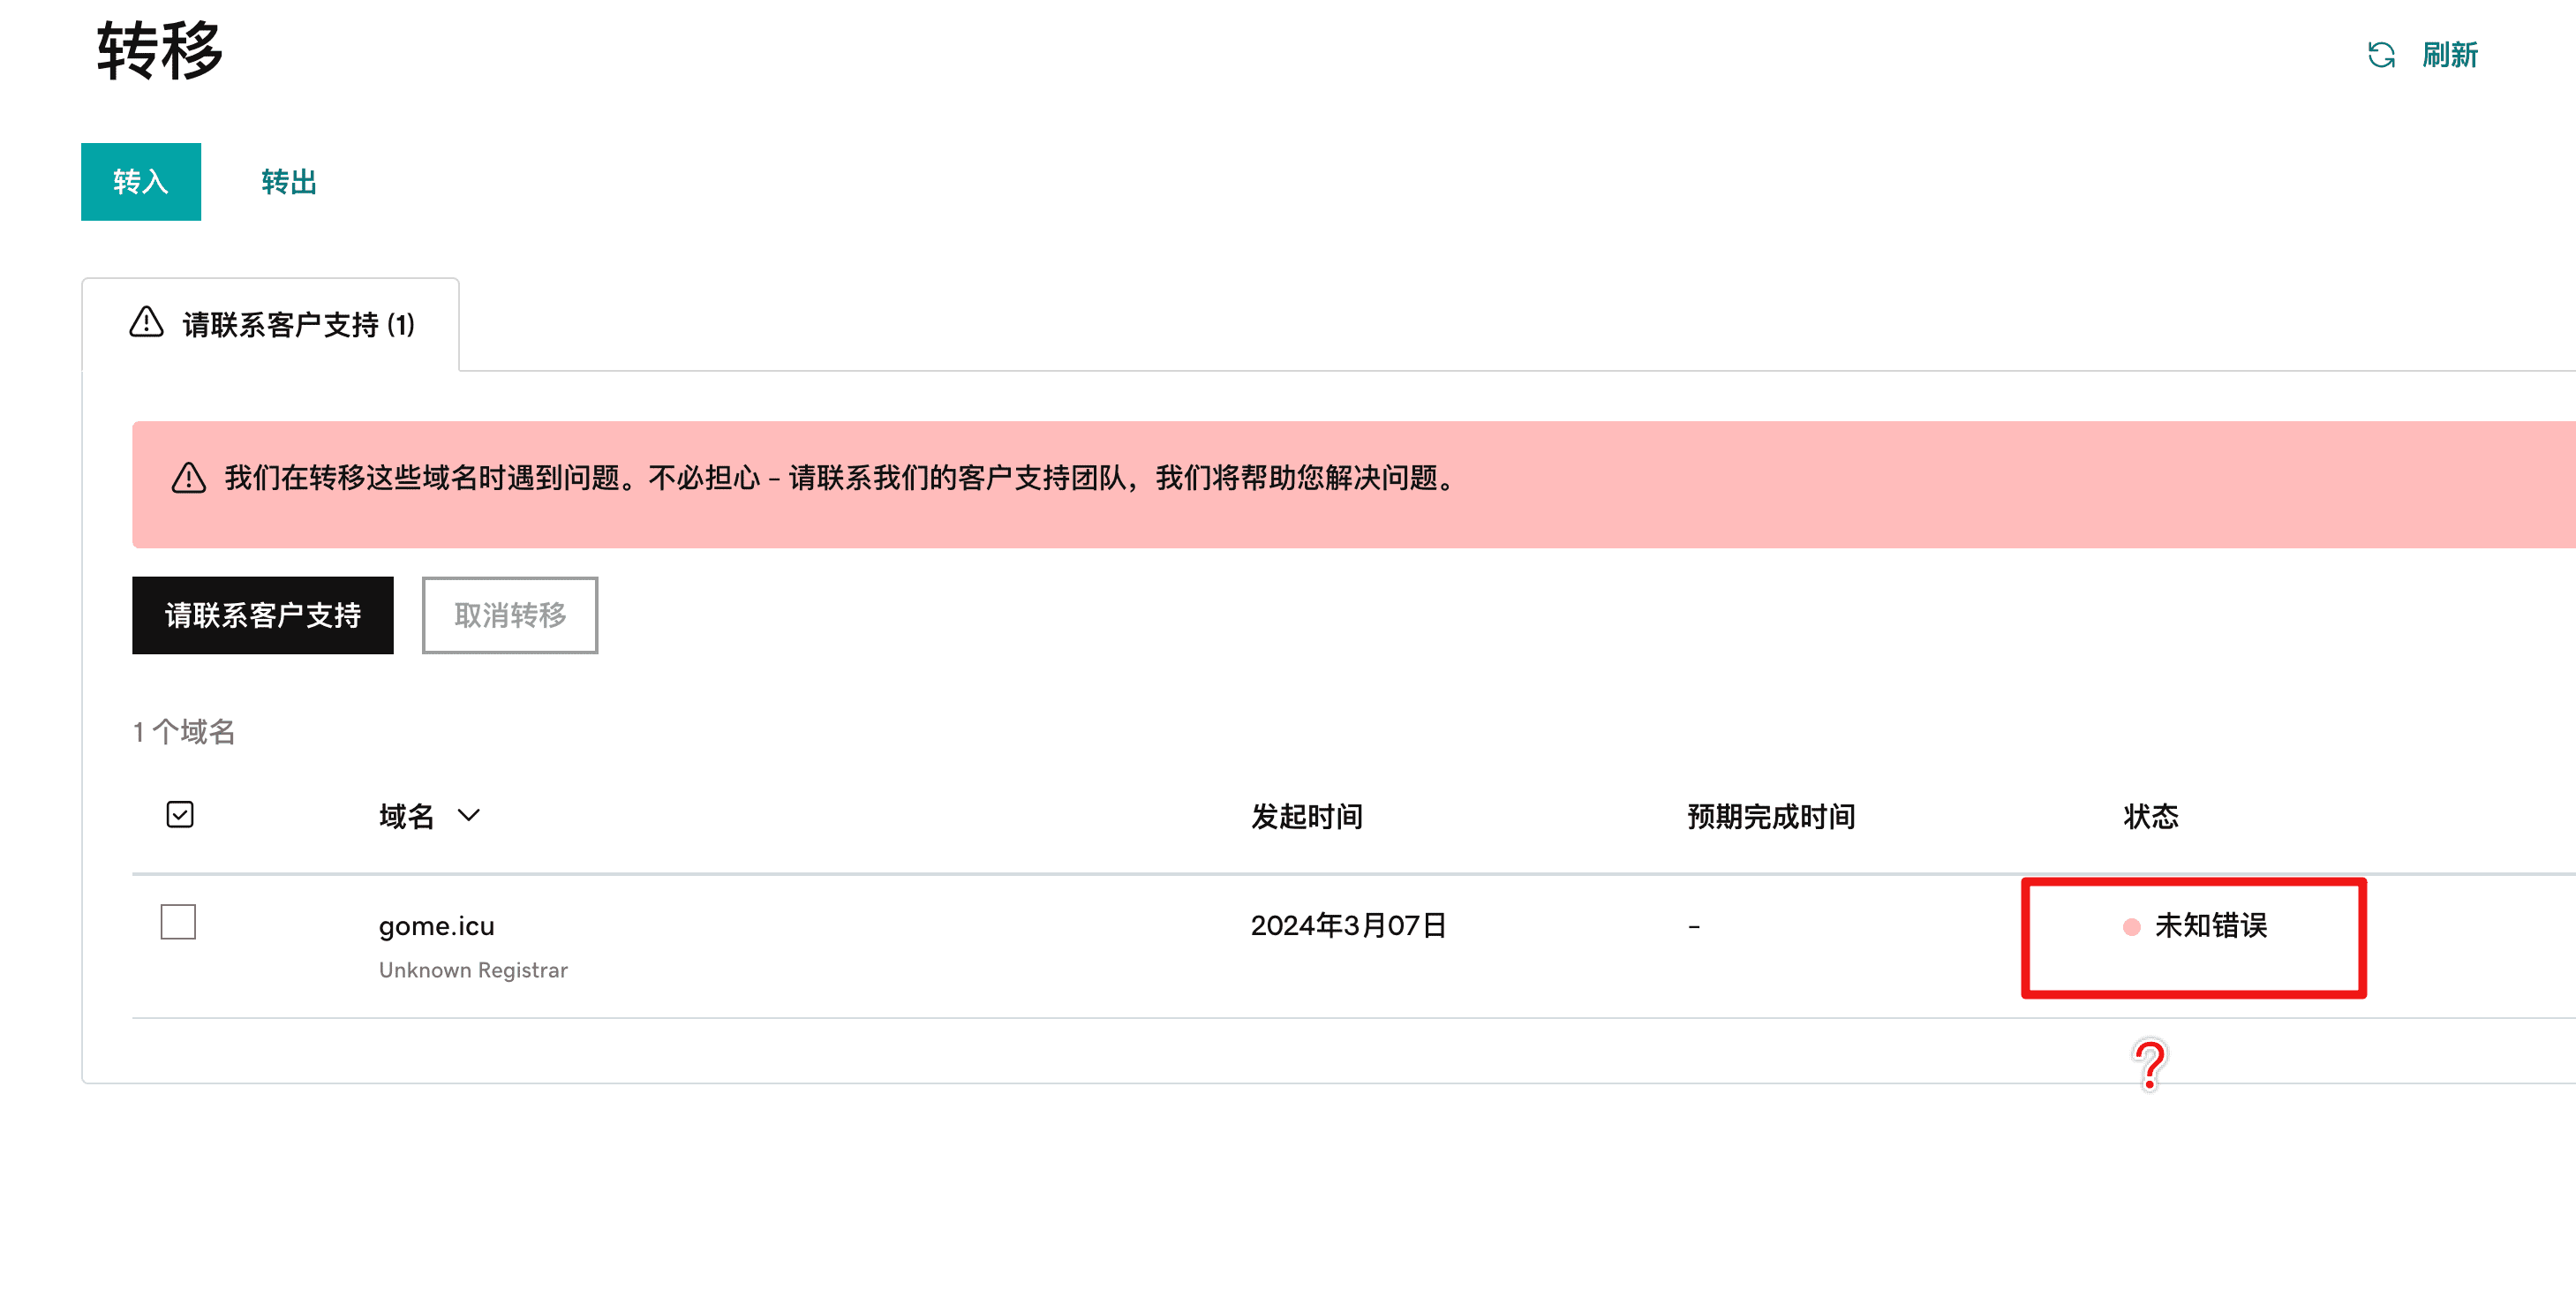 转移
刷新
转入
转出
请联系客户支持 (1)
我们在转移这些域名时遇到问题。不必担心 – 请联系我们的客户支持团队，我们将帮助您解决问题。
请联系客户支持
取消转移
1 个域名
域名 发起时间 预期完成时间 状态
gome.icu 2024年3月07日 – 未知错误
Unknown Registrar
?